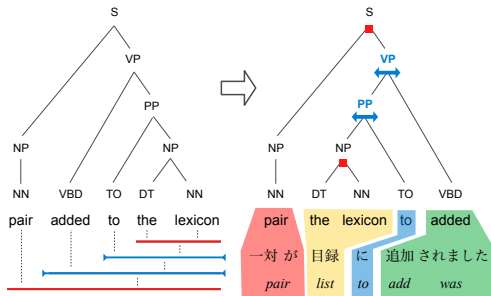 S
VP
PP
NP
NP
NN
VBD
TO
DT
NN
pair added to the lexicon
S
VP
PP
NP
NP
NN
DT
NN
TO
VBD
pair the lexicon to added
一対 が 目録 に 追加 されました
pair list to add was